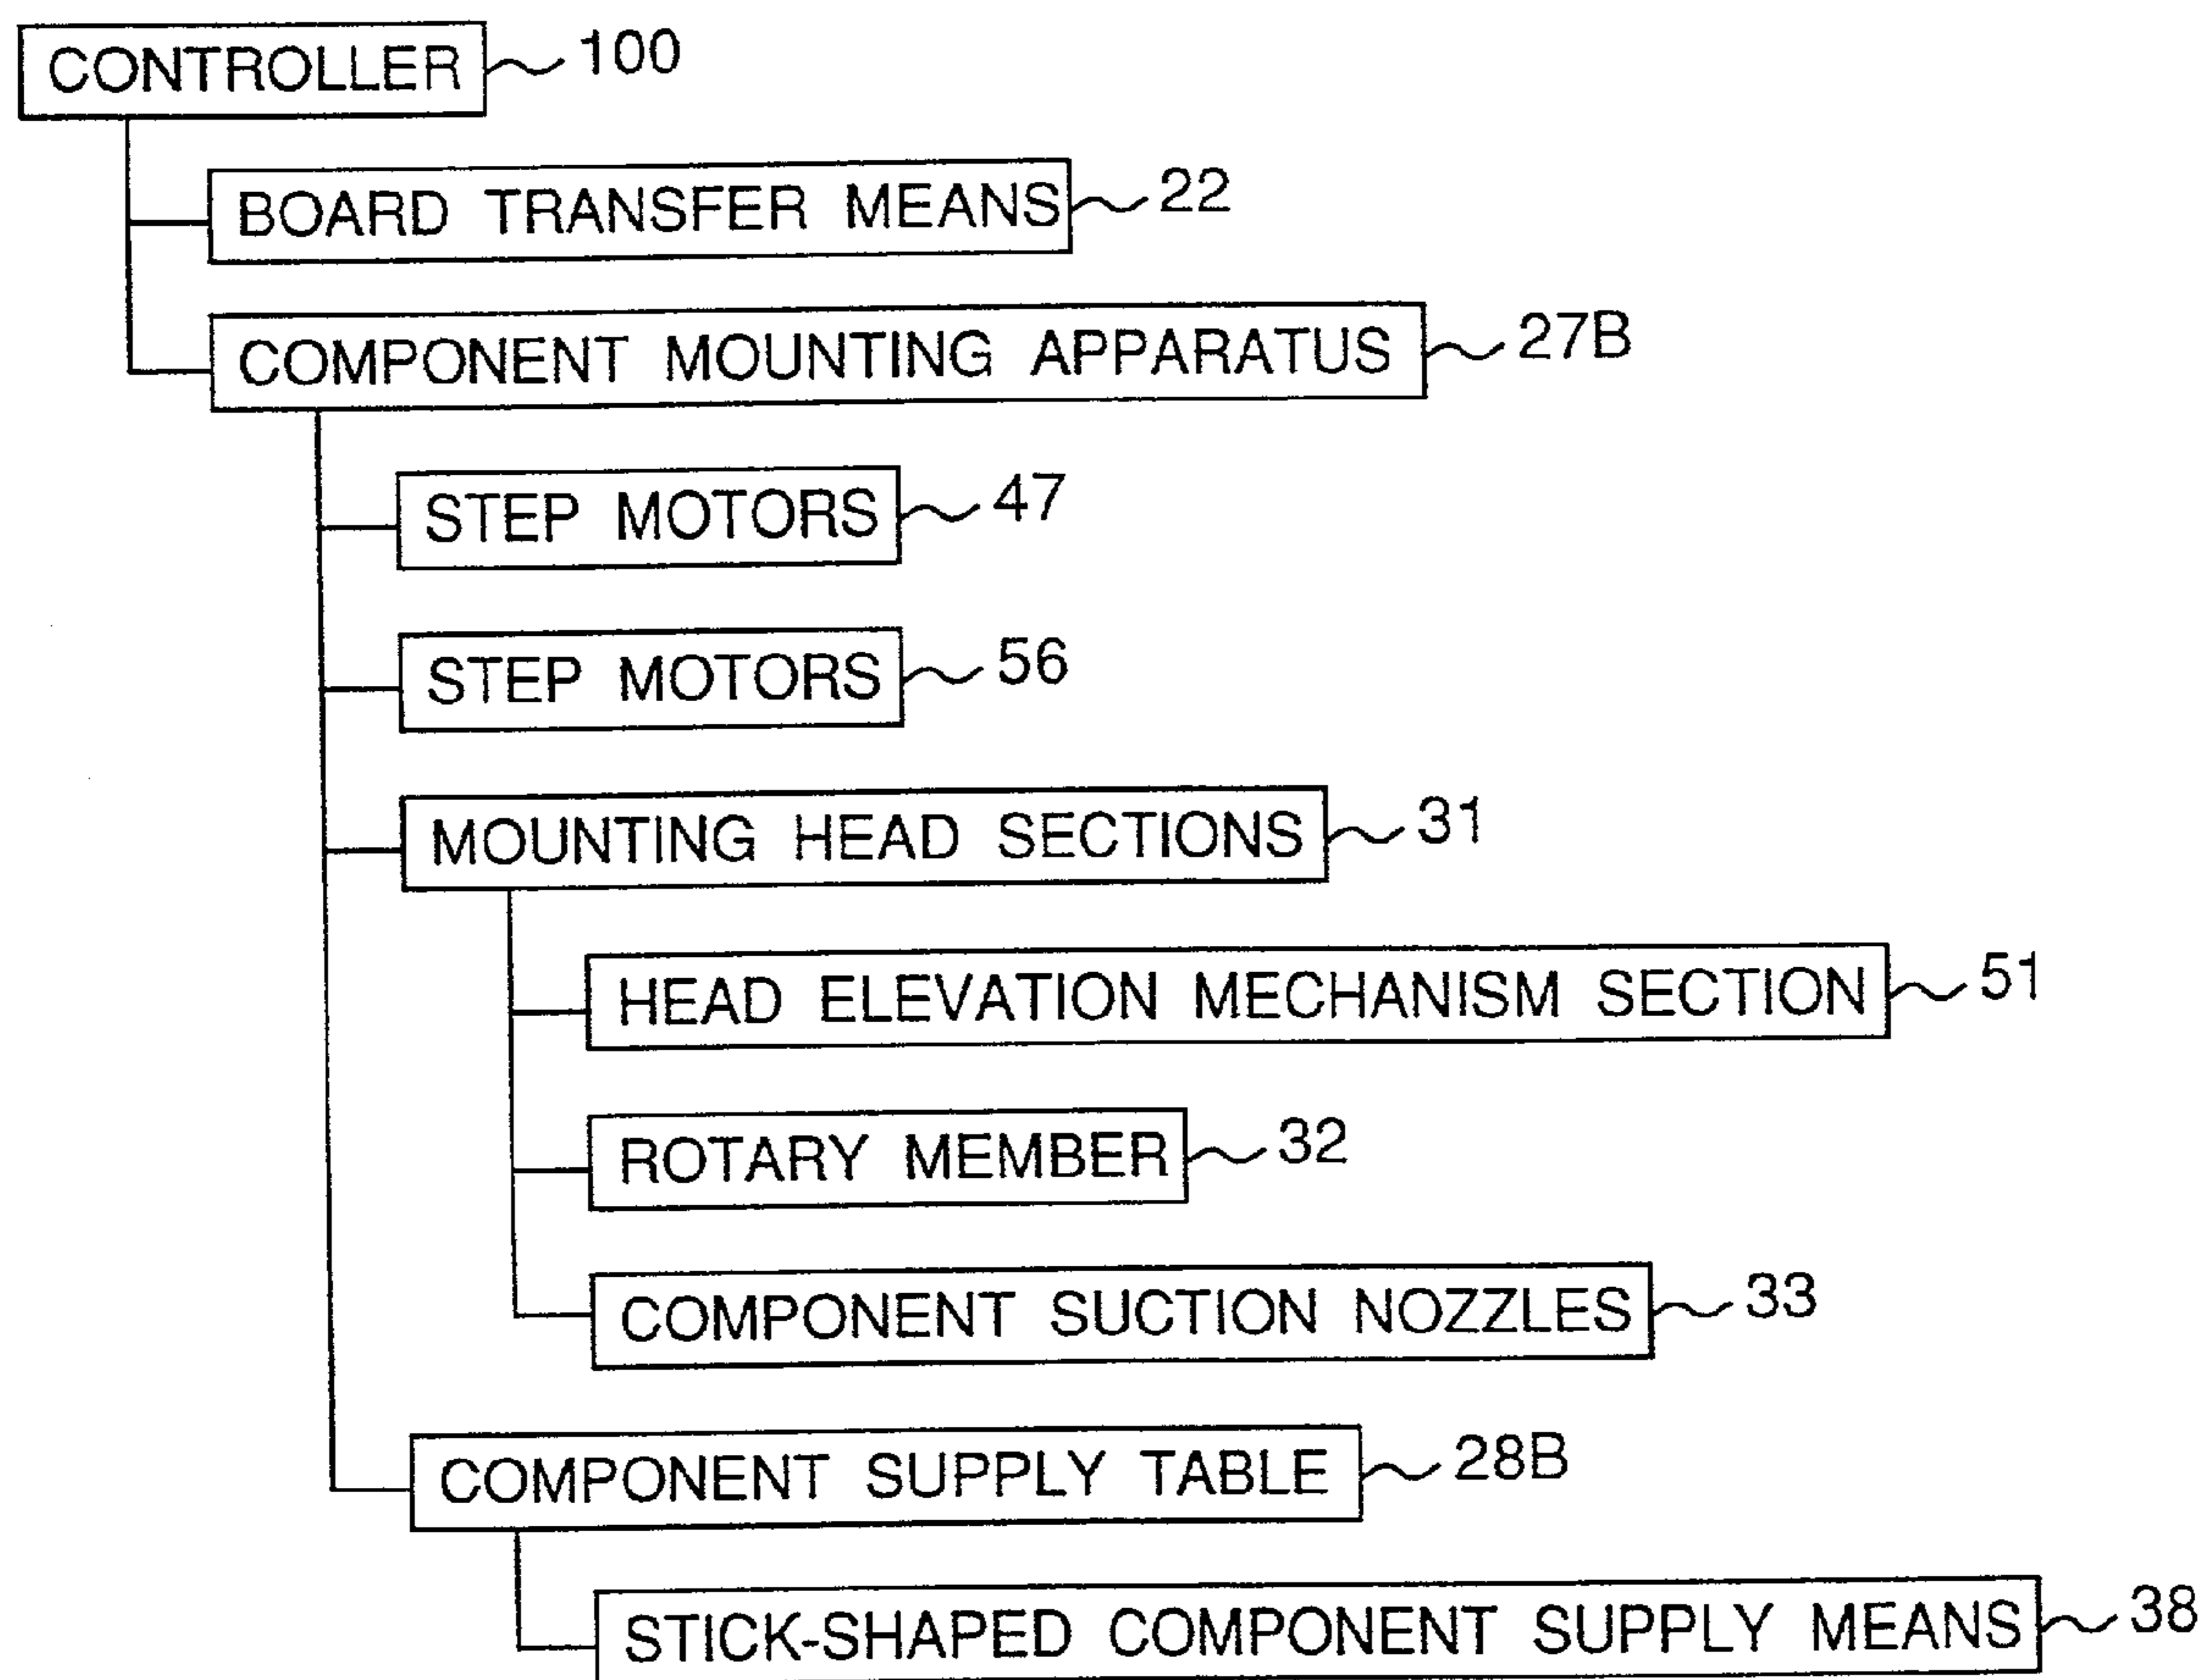 CONTROLLER 100
BOARD TRANSFER MEANS 22
COMPONENT MOUNTING APPARATUS 27B
STEP MOTORS 47
STEP MOTORS 56
MOUNTING HEAD SECTIONS 31
HEAD ELEVATION MECHANISM SECTION 51
ROTARY MEMBER 32
COMPONENT SUCTION NOZZLES 33
COMPONENT SUPPLY TABLE 28B
STICK-SHAPED COMPONENT SUPPLY MEANS 38